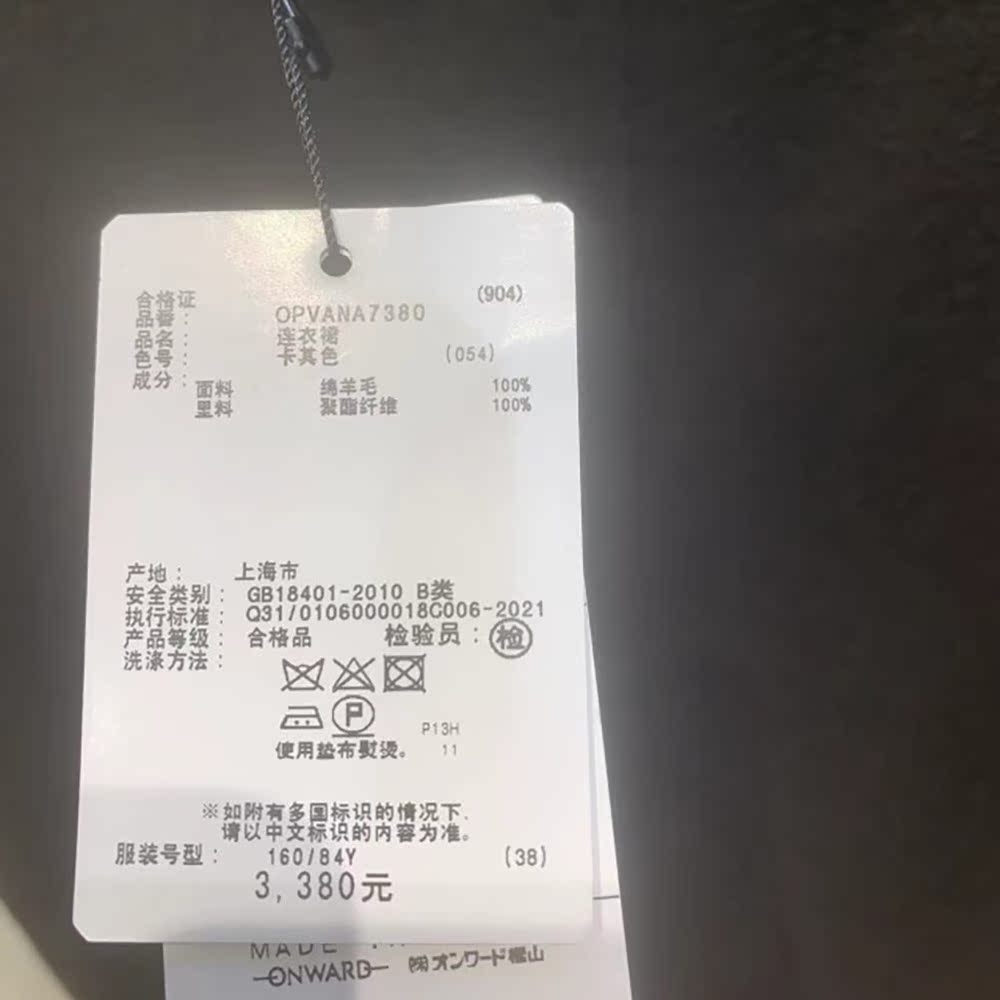 合格证 (904)
品番： OPVANA7380
品名： 连衣裙
色号： 卡其色 (054)
成分： 面料 绵羊毛 100%
里料 聚酯纤维 100%
产地： 上海市
安全类别： GB18401-2010 B类
执行标准： Q31/0106000018C006-2021
产品等级： 合格品 检验员： 检
洗涤方法：
P P13H
使用垫布熨烫。 11
※如附有多国标识的情况下，
请以中文标识的内容为准。
服装号型： 160/84Y (38)
3,380元
MADE
ONWARD ㈱オンワード樫山